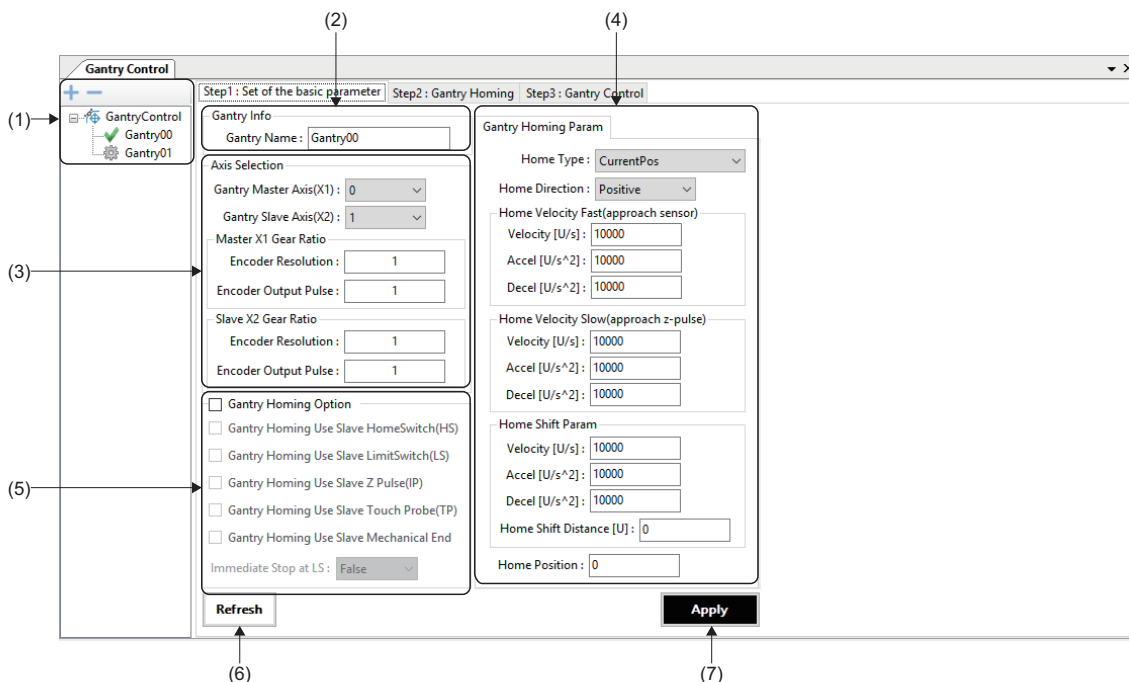 (2)
(4)
Gantry Control
Step1 : Set of the basic parameter
Step2 : Gantry Homing
Step3 : Gantry Control
(1)
GantryControl
Gantry00
Gantry01
Gantry Info
Gantry Name : Gantry00
(3)
Axis Selection
Gantry Master Axis(X1) : 0
Gantry Slave Axis(X2) : 1
Master X1 Gear Ratio
Encoder Resolution : 1
Encoder Output Pulse : 1
Slave X2 Gear Ratio
Encoder Resolution : 1
Encoder Output Pulse : 1
(5)
Gantry Homing Option
Gantry Homing Use Slave HomeSwitch(HS)
Gantry Homing Use Slave LimitSwitch(LS)
Gantry Homing Use Slave Z Pulse(IP)
Gantry Homing Use Slave Touch Probe(TP)
Gantry Homing Use Slave Mechanical End
Immediate Stop at LS : False
Gantry Homing Param
Home Type : CurrentPos
Home Direction : Positive
Home Velocity Fast(approach sensor)
Velocity [U/s] : 10000
Accel [U/s^2] : 10000
Decel [U/s^2] : 10000
Home Velocity Slow(approach z-pulse)
Velocity [U/s] : 10000
Accel [U/s^2] : 10000
Decel [U/s^2] : 10000
Home Shift Param
Velocity [U/s] : 10000
Accel [U/s^2] : 10000
Decel [U/s^2] : 10000
Home Shift Distance [U] : 0
Home Position : 0
Refresh
Apply
(6)
(7)